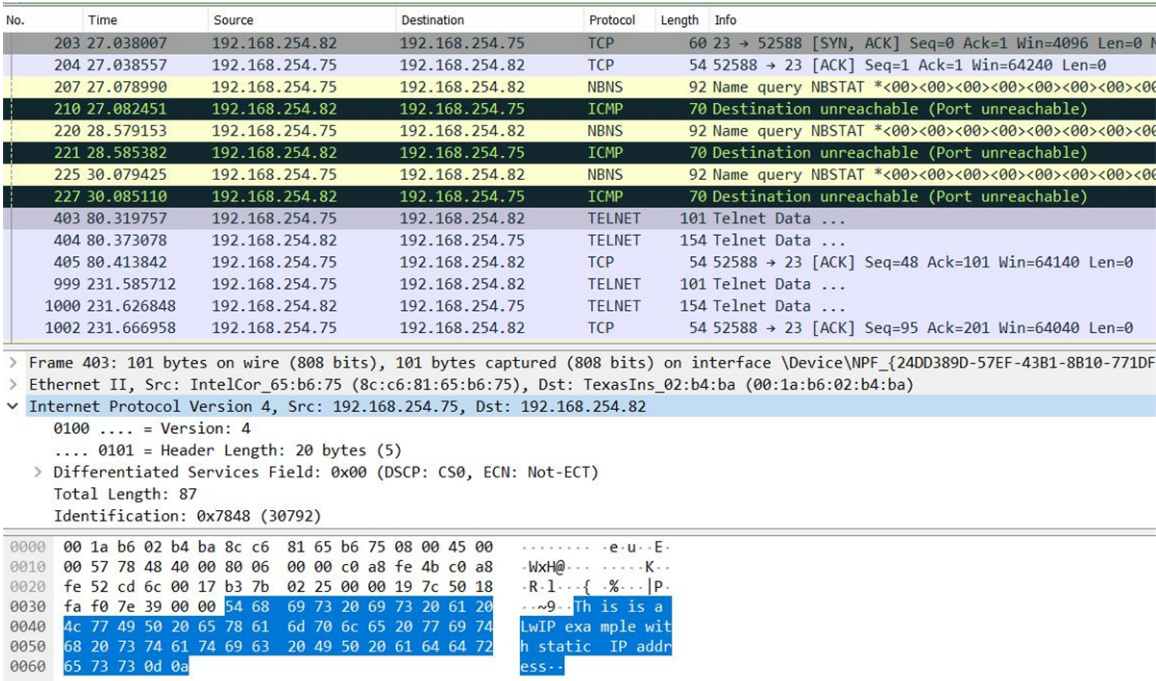 No. Time Source Destination Protocol Length Info
203 27.038007 192.168.254.82 192.168.254.75 TCP 60 23 → 52588 [SYN, ACK] Seq=0 Ack=1 Win=4096 Len=0
204 27.038557 192.168.254.75 192.168.254.82 TCP 54 52588 → 23 [ACK] Seq=1 Ack=1 Win=64240 Len=0
207 27.078990 192.168.254.75 192.168.254.82 NBNS 92 Name query NBSTAT *<00><00><00><00><00><00><00><00
210 27.082451 192.168.254.82 192.168.254.75 ICMP 70 Destination unreachable (Port unreachable)
220 28.579153 192.168.254.75 192.168.254.82 NBNS 92 Name query NBSTAT *<00><00><00><00><00><00><00><00
221 28.585382 192.168.254.82 192.168.254.75 ICMP 70 Destination unreachable (Port unreachable)
225 30.079425 192.168.254.75 192.168.254.82 NBNS 92 Name query NBSTAT *<00><00><00><00><00><00><00><00
227 30.085110 192.168.254.82 192.168.254.75 ICMP 70 Destination unreachable (Port unreachable)
403 80.319757 192.168.254.75 192.168.254.82 TELNET 101 Telnet Data ...
404 80.373078 192.168.254.82 192.168.254.75 TELNET 154 Telnet Data ...
405 80.413842 192.168.254.75 192.168.254.82 TCP 54 52588 → 23 [ACK] Seq=48 Ack=101 Win=64140 Len=0
999 231.585712 192.168.254.75 192.168.254.82 TELNET 101 Telnet Data ...
1000 231.626848 192.168.254.82 192.168.254.75 TELNET 154 Telnet Data ...
1002 231.666958 192.168.254.75 192.168.254.82 TCP 54 52588 → 23 [ACK] Seq=95 Ack=201 Win=64040 Len=0
> Frame 403: 101 bytes on wire (808 bits), 101 bytes captured (808 bits) on interface \Device\NPF_{24DD389D-57EF-43B1-8B10-771DF
> Ethernet II, Src: IntelCor_65:b6:75 (8c:c6:81:65:b6:75), Dst: TexasIns_02:b4:ba (00:1a:b6:02:b4:ba)
Internet Protocol Version 4, Src: 192.168.254.75, Dst: 192.168.254.82
0100 .... = Version: 4
.... 0101 = Header Length: 20 bytes (5)
> Differentiated Services Field: 0x00 (DSCP: CS0, ECN: Not-ECT)
Total Length: 87
Identification: 0x7848 (30792)
0000 00 1a b6 02 b4 ba 8c c6 81 65 b6 75 08 00 45 00 ········ ·e·u··E·
0010 00 57 78 48 40 00 80 06 00 00 c0 a8 fe 4b c0 a8 ·WxH@··· ·····K··
0020 fe 52 cd 6c 00 17 b3 7b 02 25 00 00 19 7c 50 18 ·R·l···{ ·%···|P·
0030 fa f0 7e 39 00 00 54 68 69 73 20 69 73 20 61 20 ··~9··Th is is a
0040 4c 77 49 50 20 65 78 61 6d 70 6c 65 20 77 69 74 LwIP exa mple wit
0050 68 20 73 74 61 74 69 63 20 49 50 20 61 64 64 72 h static IP addr
0060 65 73 73 0d 0a ess··